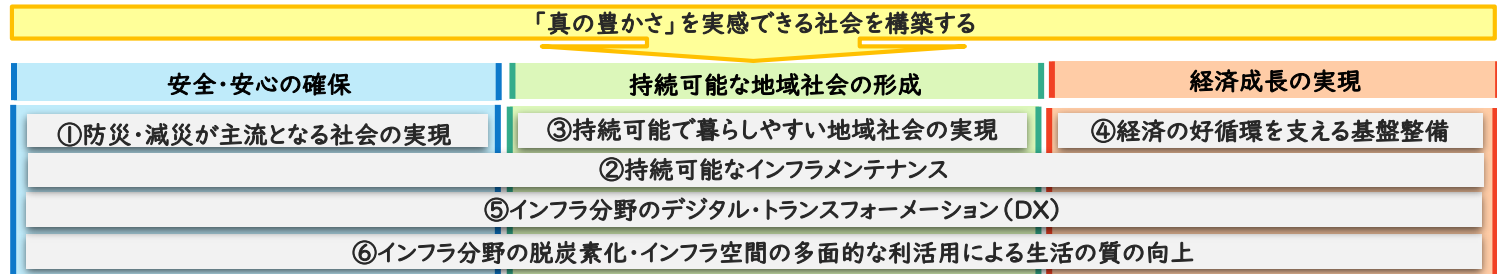 「真の豊かさ」を実感できる社会を構築する
安全・安心の確保
持続可能な地域社会の形成
経済成長の実現
①防災・減災が主流となる社会の実現
③持続可能で暮らしやすい地域社会の実現
④経済の好循環を支える基盤整備
②持続可能なインフラメンテナンス
⑤インフラ分野のデジタル・トランスフォーメーション（DX）
⑥インフラ分野の脱炭素化・インフラ空間の多面的な利活用による生活の質の向上